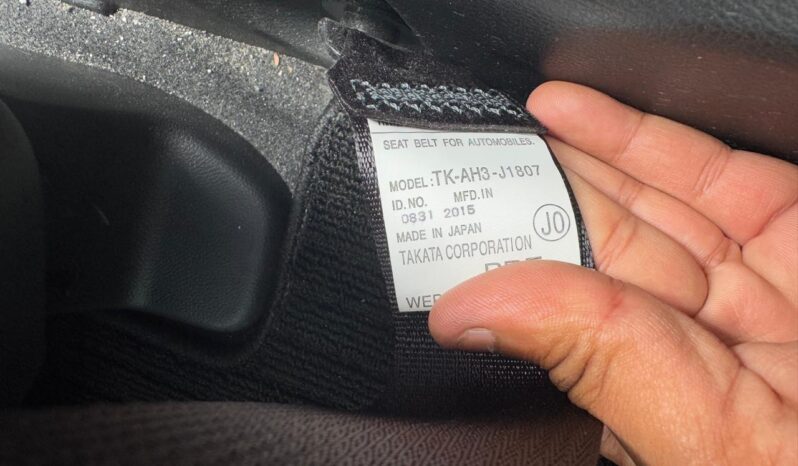 SEAT BELT FOR AUTOMOBILES.
MODEL:TK-AH3-J1807
ID.NO. MFD.IN
0831 2015
MADE IN JAPAN
TAKATA CORPORATION
J0